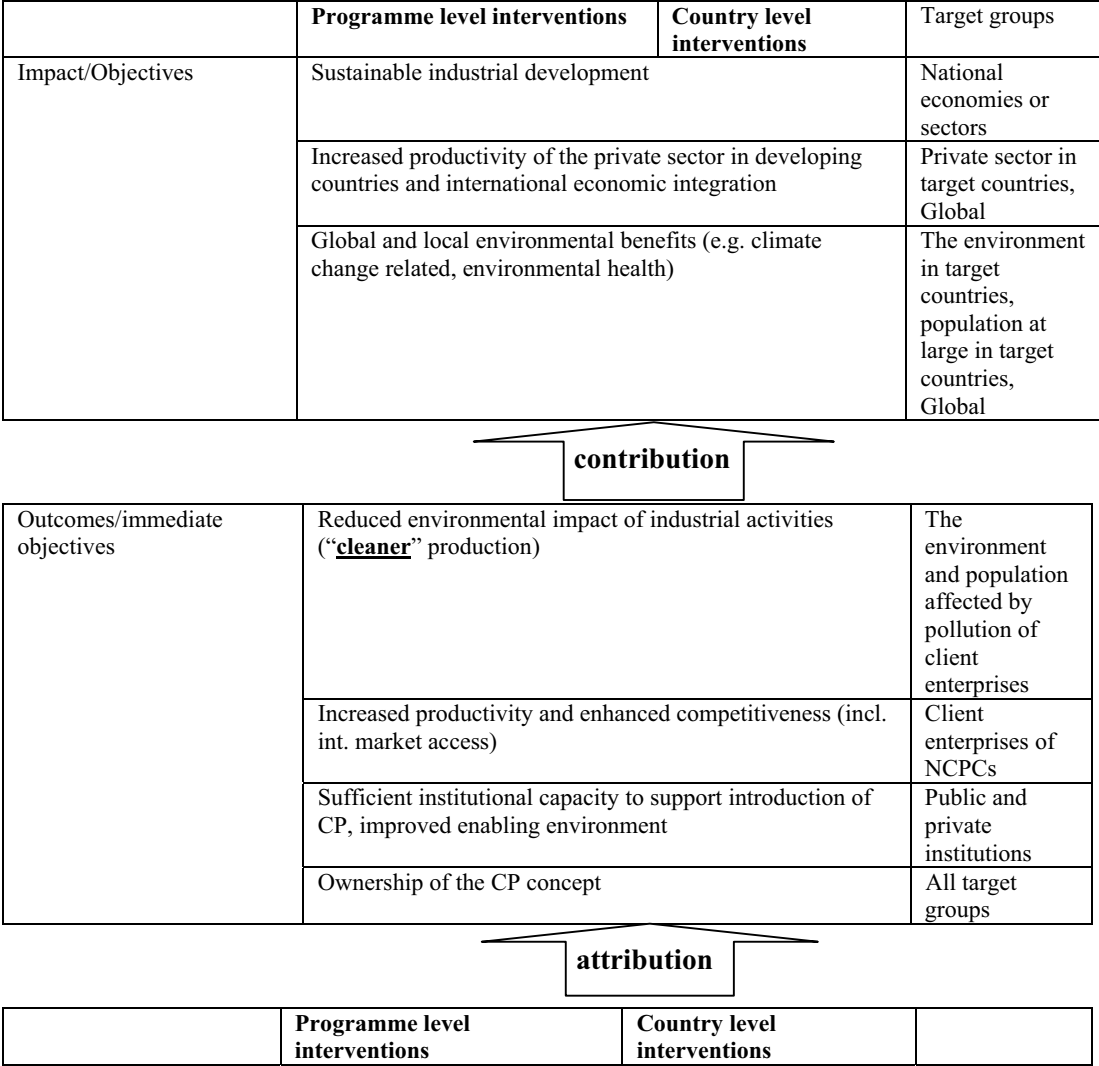 Programme level interventions
Country level
interventions
Target groups
Impact/Objectives
Sustainable industrial development
National
economies or
sectors
Increased productivity of the private sector in developing
countries and international economic integration
Private sector in
target countries,
Global
Global and local environmental benefits (e.g. climate
change related, environmental health)
The environment
in target
countries,
population at
large in target
countries,
Global
contribution
Outcomes/immediate
objectives
Reduced environmental impact of industrial activities
(“cleaner” production)
The
environment
and population
affected by
pollution of
client
enterprises
Increased productivity and enhanced competitiveness (incl.
int. market access)
Client
enterprises of
NCPCs
Sufficient institutional capacity to support introduction of
CP, improved enabling environment
Public and
private
institutions
Ownership of the CP concept
All target
groups
attribution
Programme level
interventions
Country level
interventions